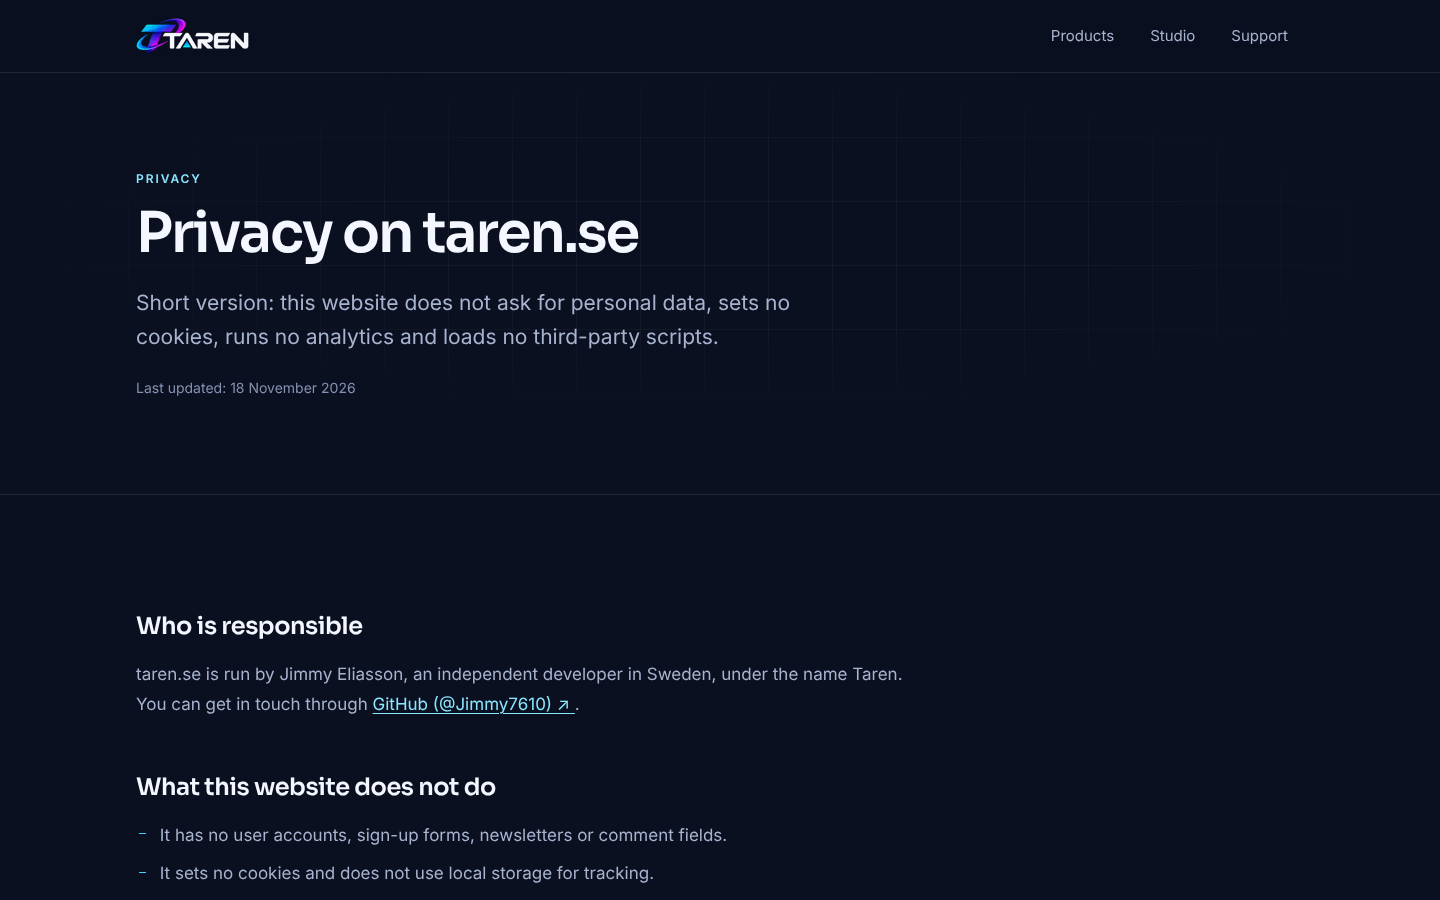 TAREN
Products
Studio
Support
PRIVACY
Privacy on taren.se
Short version: this website does not ask for personal data, sets no
cookies, runs no analytics and loads no third-party scripts.
Last updated: 18 November 2026
Who is responsible
taren.se is run by Jimmy Eliasson, an independent developer in Sweden, under the name Taren.
You can get in touch through GitHub (@Jimmy7610) ↗ .
What this website does not do
– It has no user accounts, sign-up forms, newsletters or comment fields.
– It sets no cookies and does not use local storage for tracking.